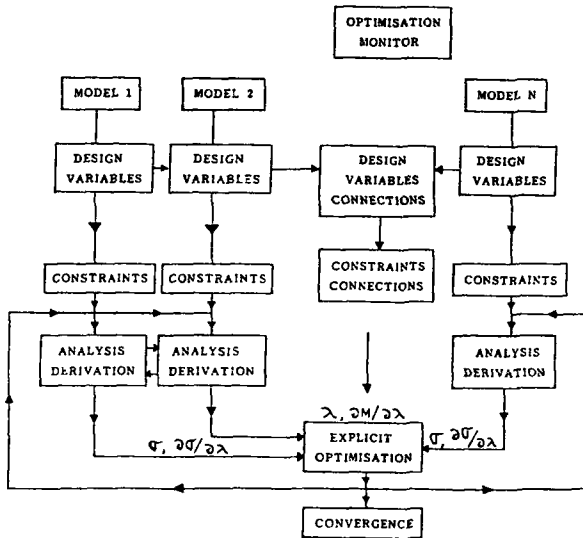 OPTIMISATION
MONITOR
MODEL 1
MODEL 2
MODEL N
DESIGN
VARIABLES
DESIGN
VARIABLES
DESIGN
VARIABLES
CONNECTIONS
DESIGN
VARIABLES
CONSTRAINTS
CONSTRAINTS
CONSTRAINTS
CONNECTIONS
CONSTRAINTS
ANALYSIS
DERIVATION
ANALYSIS
DERIVATION
ANALYSIS
DERIVATION
λ, ∂M/∂λ
σ, ∂σ/∂λ
EXPLICIT
OPTIMISATION
σ, ∂σ/∂λ
CONVERGENCE